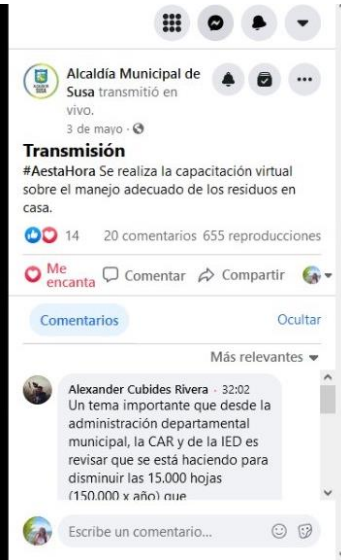 Alcaldía Municipal de
Susa transmitió en
vivo.
3 de mayo ·
Transmisión
#AestaHora Se realiza la capacitación virtual
sobre el manejo adecuado de los residuos en
casa.
14 20 comentarios 655 reproducciones
Me
encanta Comentar Compartir
Comentarios Ocultar
Más relevantes
Alexander Cubides Rivera · 32:02
Un tema importante que desde la
administración departamental
municipal, la CAR y de la IED es
revisar que se está haciendo para
disminuir las 15.000 hojas
(150.000 x año) que
Escribe un comentario...